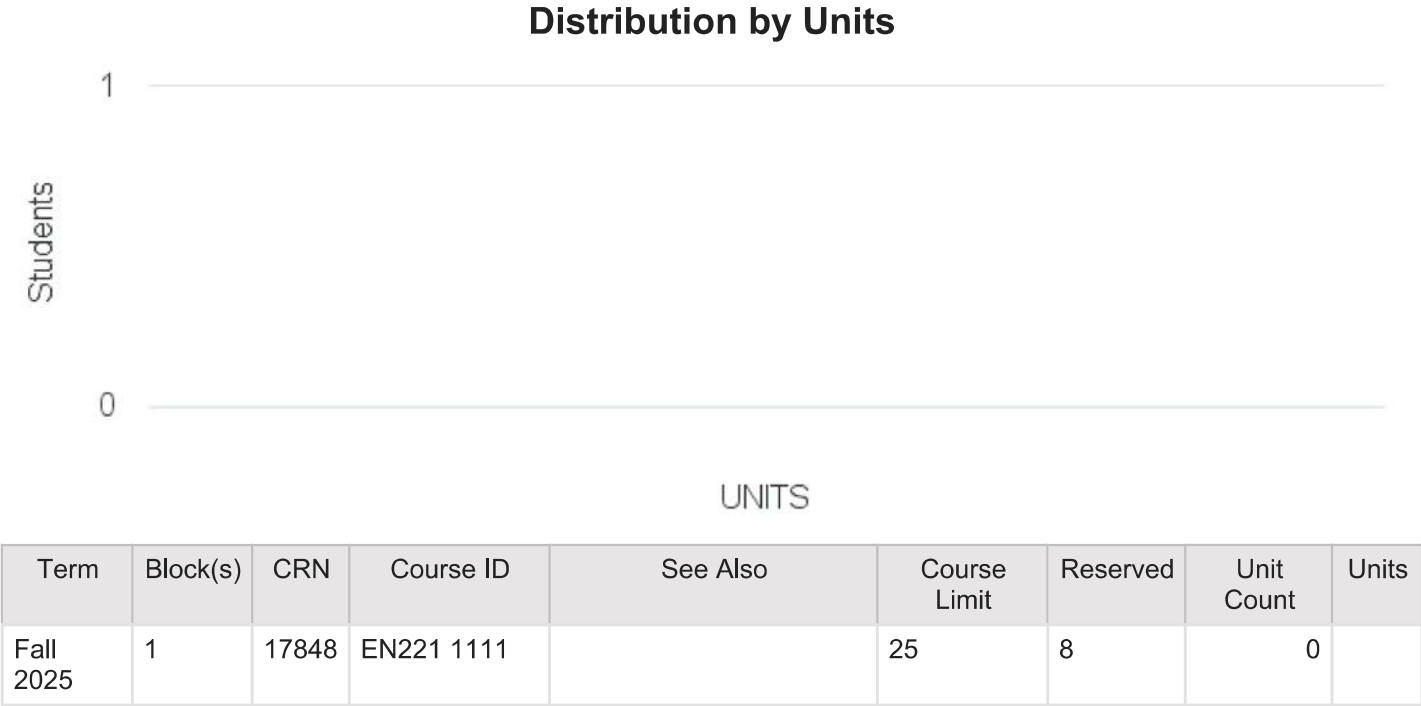 Distribution by Units
1
Students
0
UNITS
Term Block(s) CRN Course ID See Also Course Limit Reserved Unit Count Units
Fall 2025 1 17848 EN221 1111 25 8 0